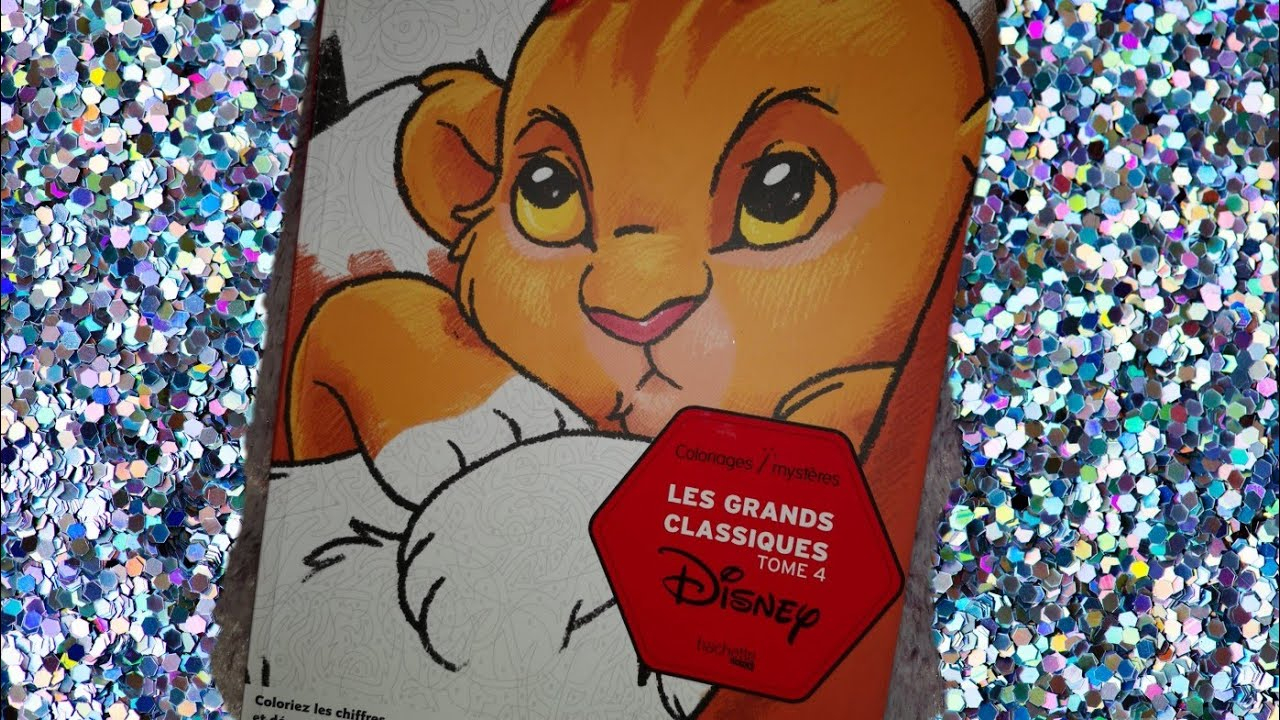 Coloriages mystères
LES GRANDS
CLASSIQUES
TOME 4
Disney
hachette
Coloriez les chiffres